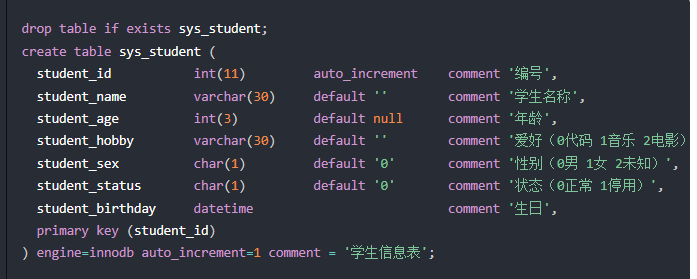 drop table if exists sys_student;
create table sys_student (
student_id int(11) auto_increment comment '编号',
student_name varchar(30) default '' comment '学生名称',
student_age int(3) default null comment '年龄',
student_hobby varchar(30) default '' comment '爱好（0代码 1音乐 2电影）
student_sex char(1) default '0' comment '性别（0男 1女 2未知）',
student_status char(1) default '0' comment '状态（0正常 1停用）',
student_birthday datetime comment '生日',
primary key (student_id)
) engine=innodb auto_increment=1 comment = '学生信息表';